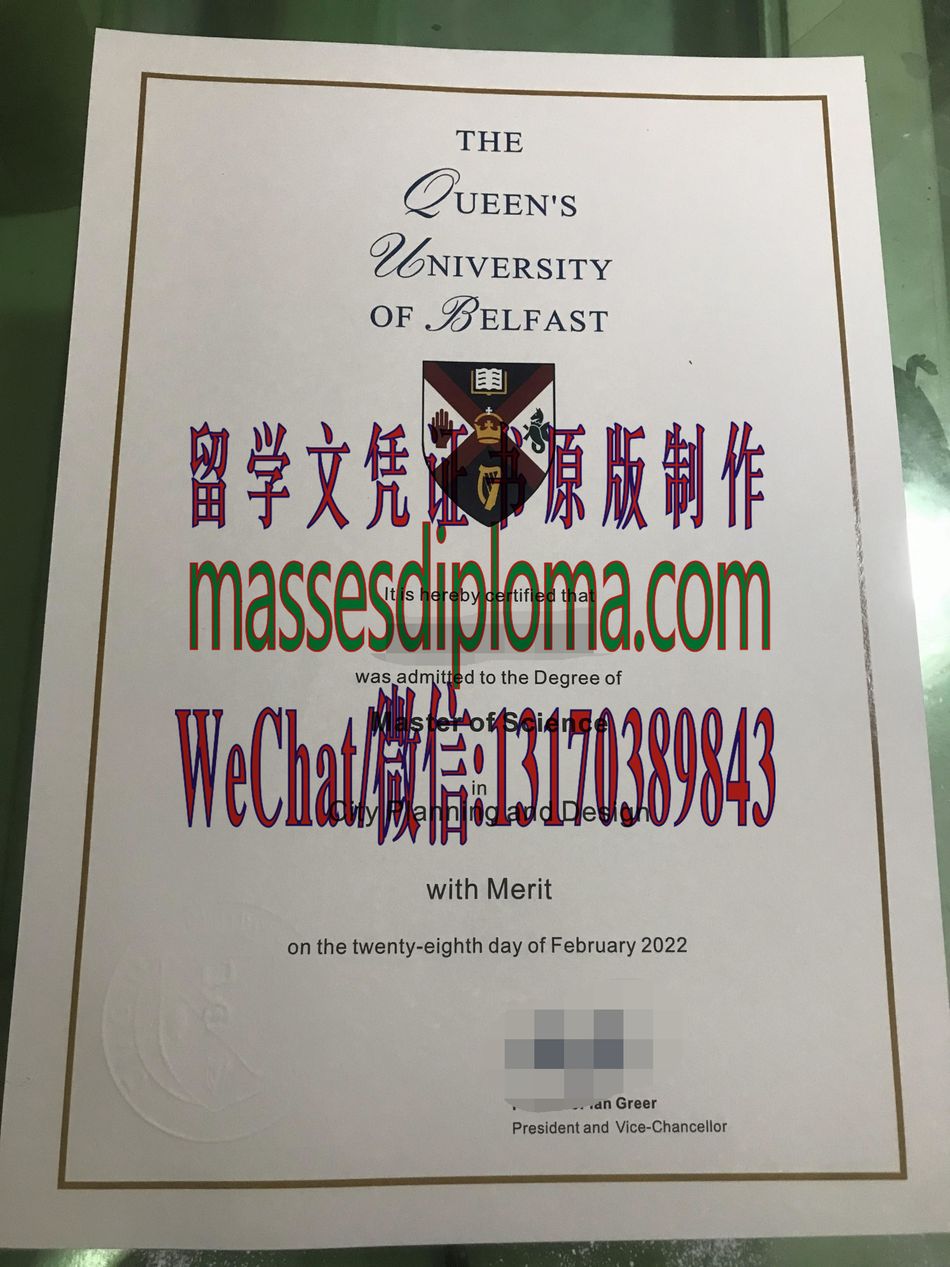 THE
QUEEN'S
UNIVERSITY
OF BELFAST
留学文凭证书原版制作
massesdiploma.com
It is hereby certified that
was admitted to the Degree of
Master of Science
WeChat/微信:13170389843
in
City Planning and Design
with Merit
on the twenty-eighth day of February 2022
Ian Greer
President and Vice-Chancellor